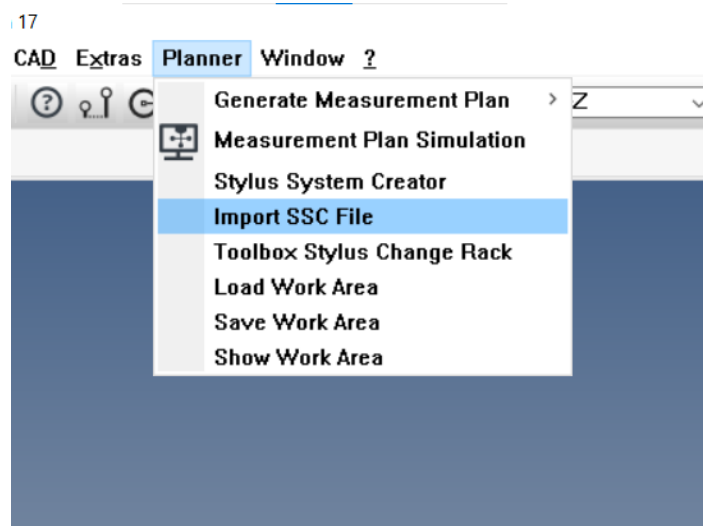 17
CAD Extras Planner Window ?
Generate Measurement Plan > Z
Measurement Plan Simulation
Stylus System Creator
Import SSC File
Toolbox Stylus Change Rack
Load Work Area
Save Work Area
Show Work Area